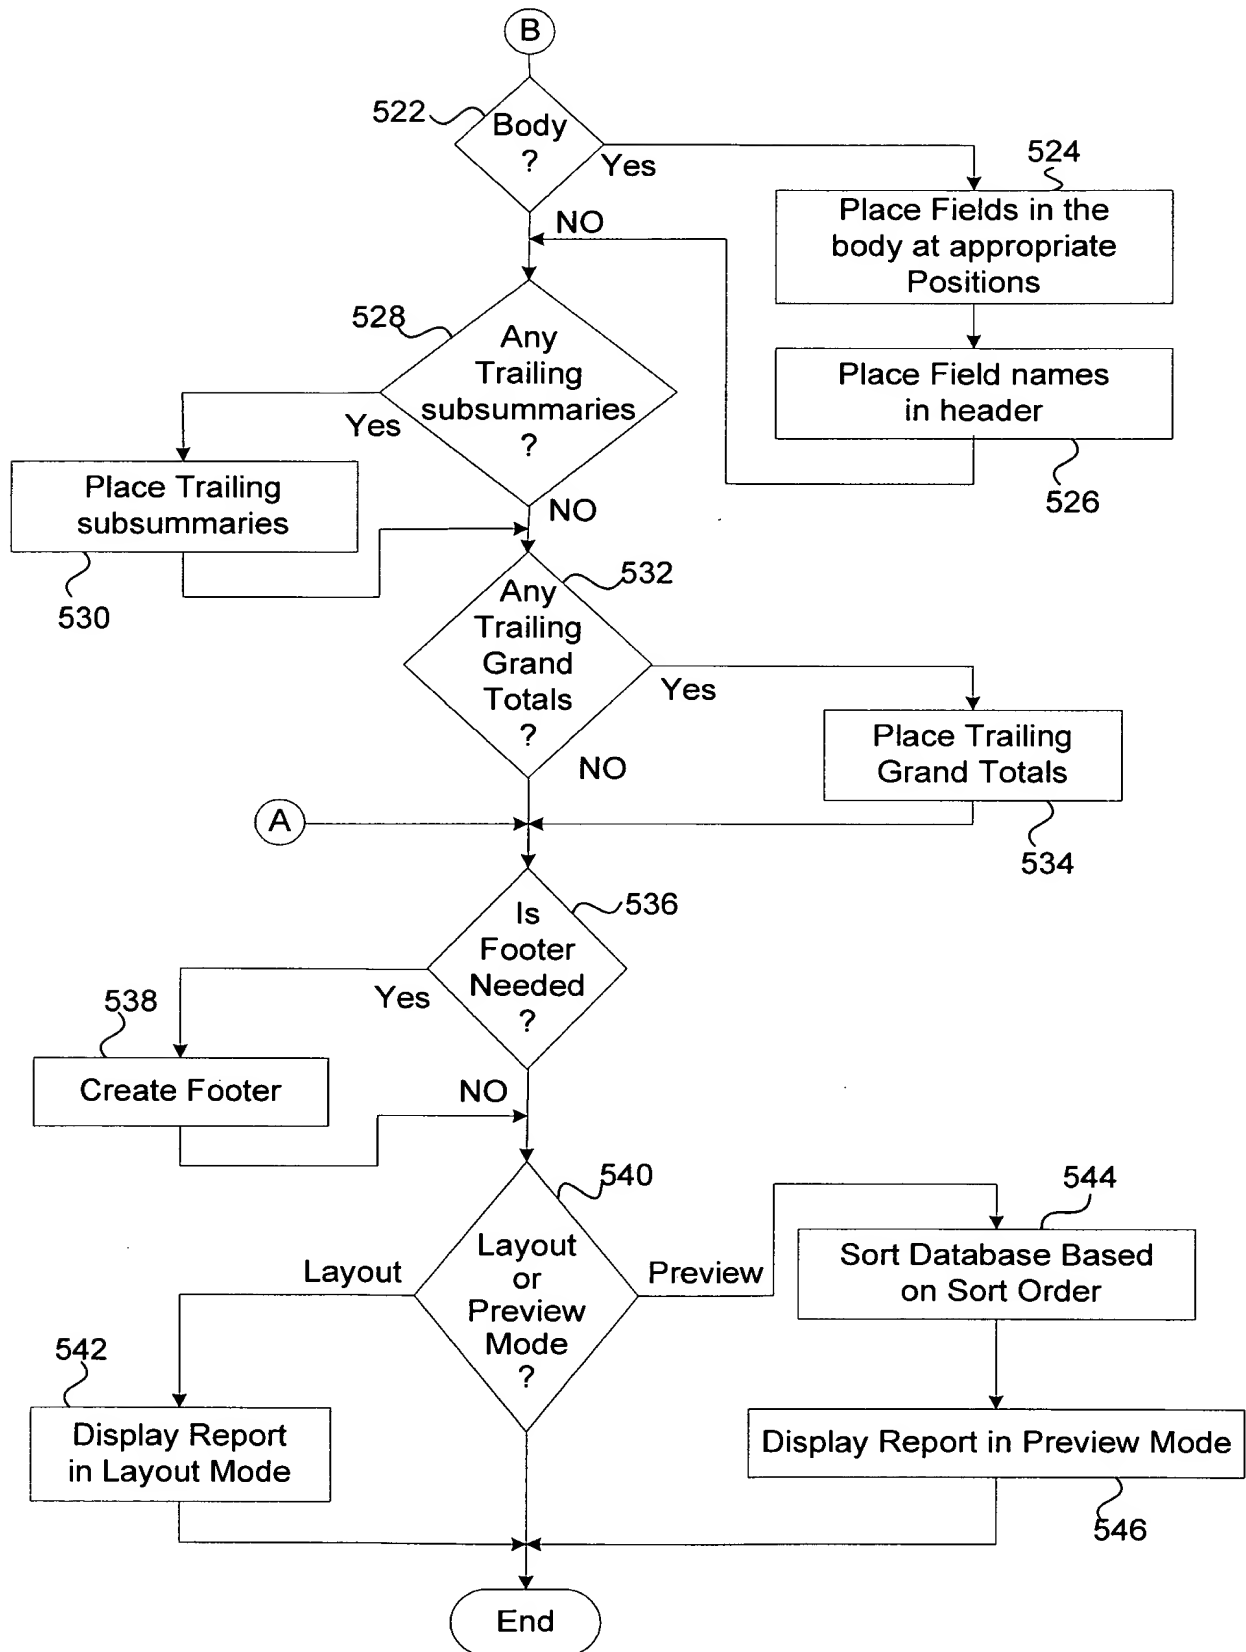 B
522
Body
?
Yes
524
Place Fields in the
body at appropriate
Positions
NO
528
Any
Trailing
subsummaries
?
Yes
Place Field names
in header
526
Place Trailing
subsummaries
530
NO
532
Any
Trailing
Grand
Totals
?
Yes
Place Trailing
Grand Totals
534
NO
A
536
Is
Footer
Needed
?
Yes
538
Create Footer
NO
540
Layout
or
Preview
Mode
?
Layout
Preview
544
Sort Database Based
on Sort Order
542
Display Report
in Layout Mode
Display Report in Preview Mode
546
End